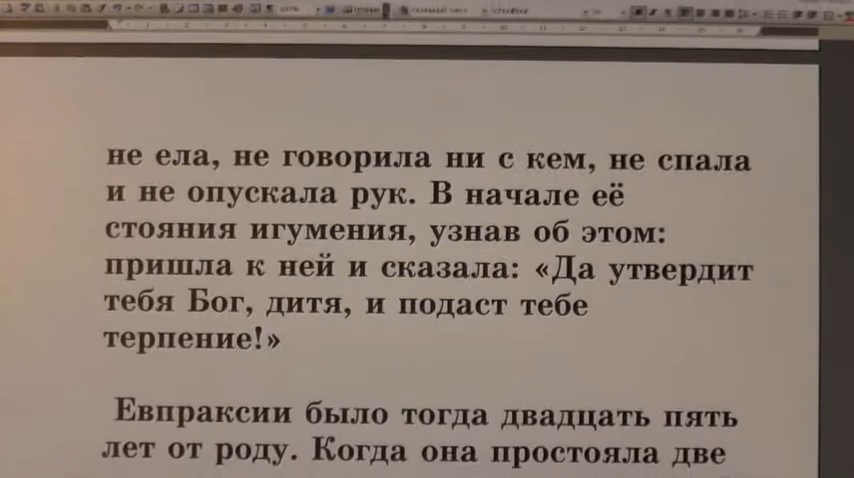 не ела, не говорила ни с кем, не спала
и не опускала рук. В начале её
стояния игумения, узнав об этом:
пришла к ней и сказала: «Да утвердит
тебя Бог, дитя, и подаст тебе
терпение!»
Евпраксии было тогда двадцать пять
лет от роду. Когда она простояла две